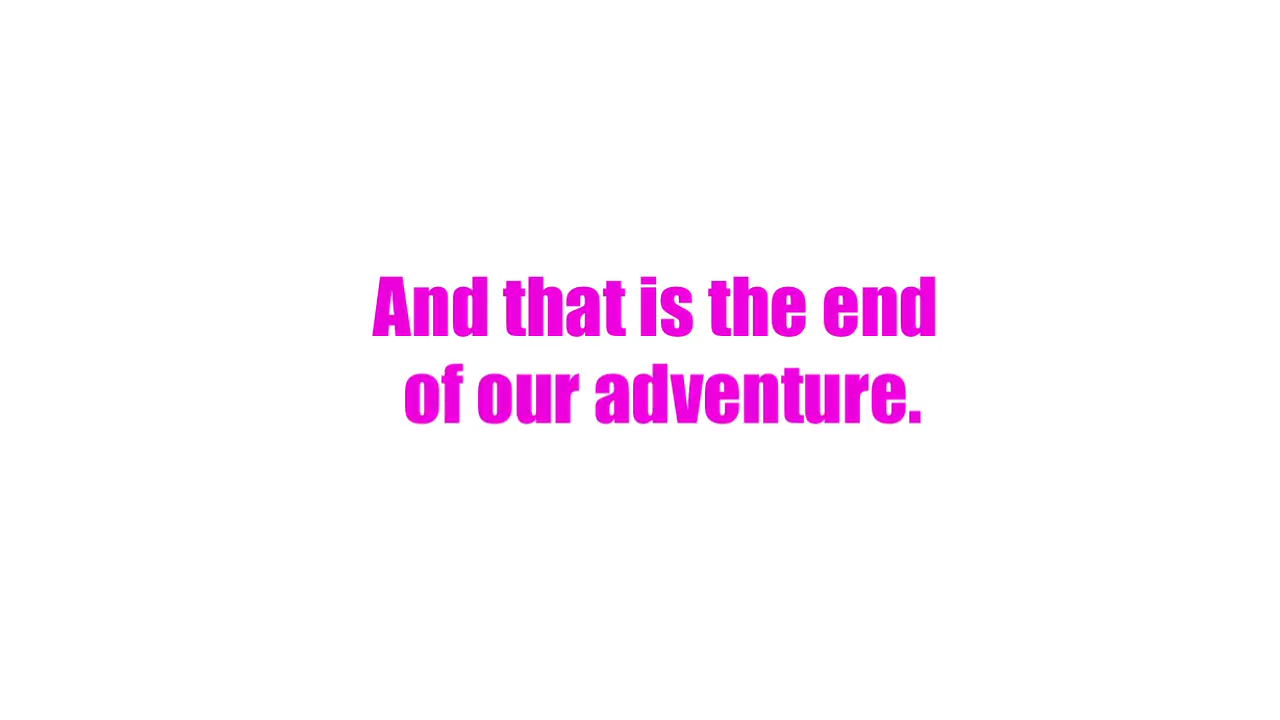 And that is the end
of our adventure.